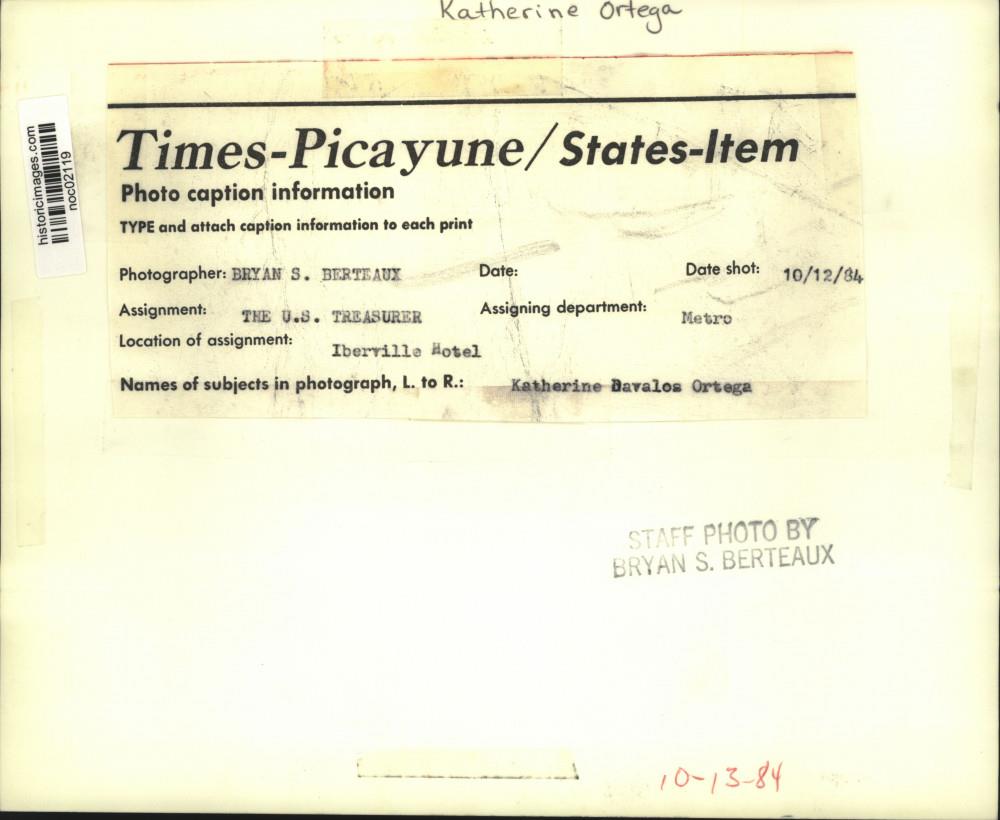 Katherine Ortega
historicimages.com
noc02119
Times-Picayune/States-Item
Photo caption information
TYPE and attach caption information to each print
Photographer: BRYAN S. BERTEAUX Date: Date shot: 10/12/84
Assignment: THE U.S. TREASURER Assigning department: Metro
Location of assignment: Iberville Hotel
Names of subjects in photograph, L. to R.: Katherine Davalos Ortega
STAFF PHOTO BY
BRYAN S. BERTEAUX
10-13-84